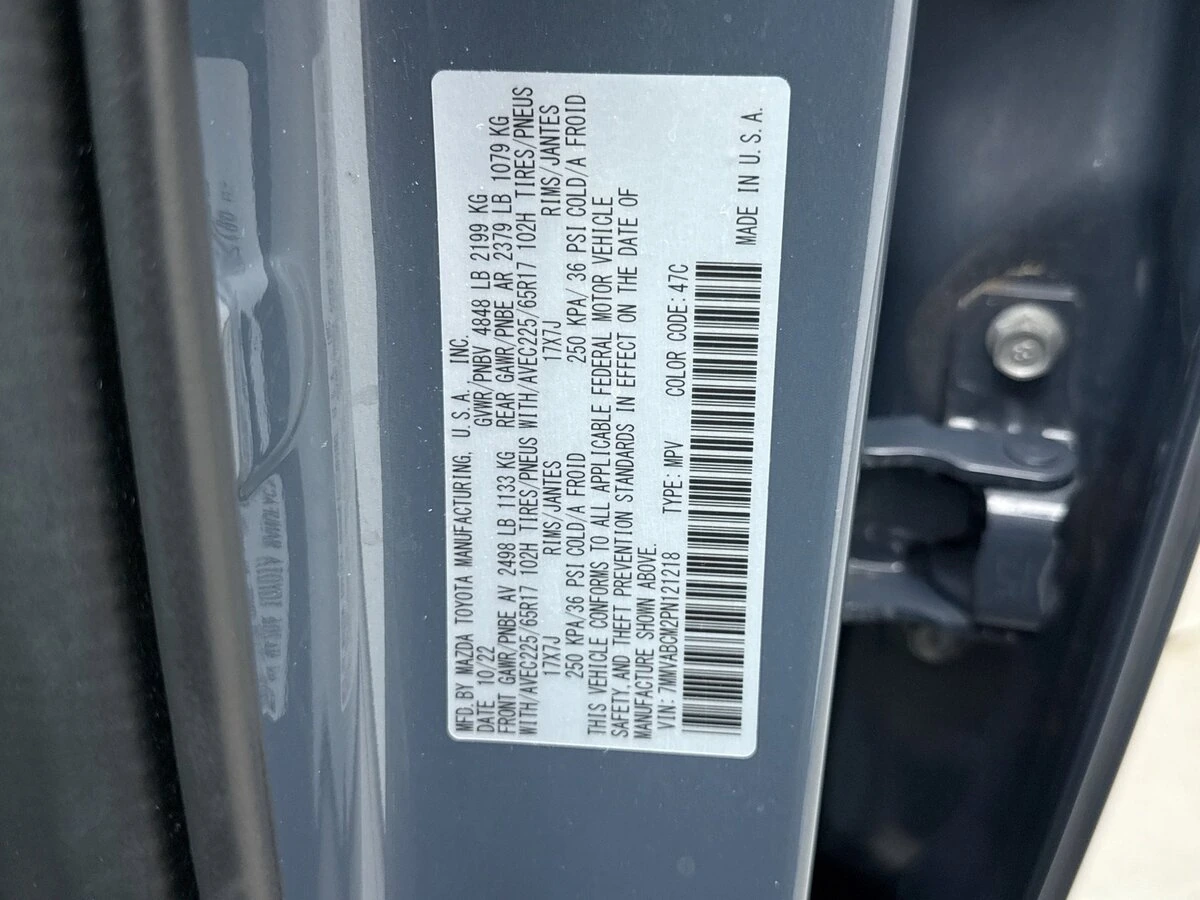 MFD. BY MAZDA TOYOTA MANUFACTURING, U.S.A. INC.
DATE 10/22 GVWR/PNBV 4848 LB 2199 KG
FRONT GAWR/PNBE AV 2498 LB 1133 KG REAR GAWR/PNBE AR 2379 LB 1079 KG
WITH/AVEC225/65R17 102H TIRES/PNEUS WITH/AVEC225/65R17 102H TIRES/PNEUS
17X7J RIMS/JANTES 17X7J RIMS/JANTES
250 KPA/36 PSI COLD/A FROID 250 KPA/36 PSI COLD/A FROID
THIS VEHICLE CONFORMS TO ALL APPLICABLE FEDERAL MOTOR VEHICLE
SAFETY, AND THEFT PREVENTION STANDARDS IN EFFECT ON THE DATE OF
MANUFACTURE SHOWN ABOVE.
VIN:7MMVABCM2PN121218 TYPE:MPV COLOR CODE:47C
MADE IN U.S.A.